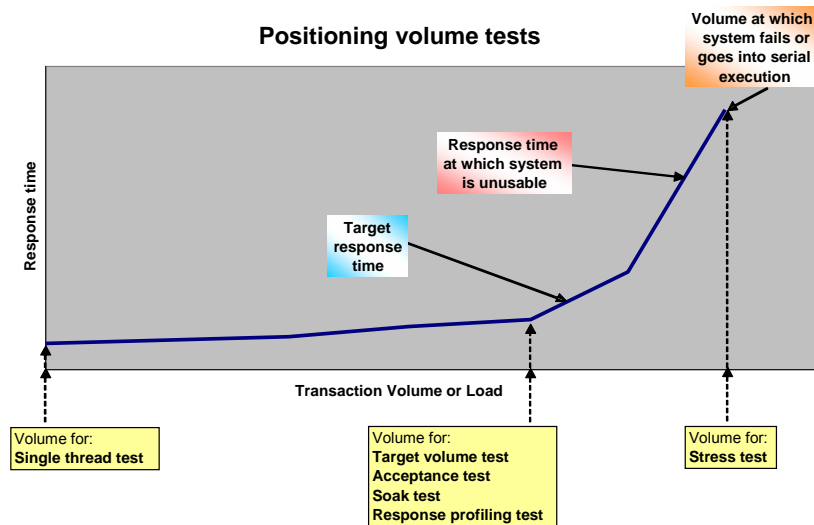 Positioning volume tests
Volume at which
system fails or
goes into serial
execution
Response time
at which system
is unusable
Target
response
time
Response time
Transaction Volume or Load
Volume for:
Single thread test
Volume for:
Target volume test
Acceptance test
Soak test
Response profiling test
Volume for:
Stress test